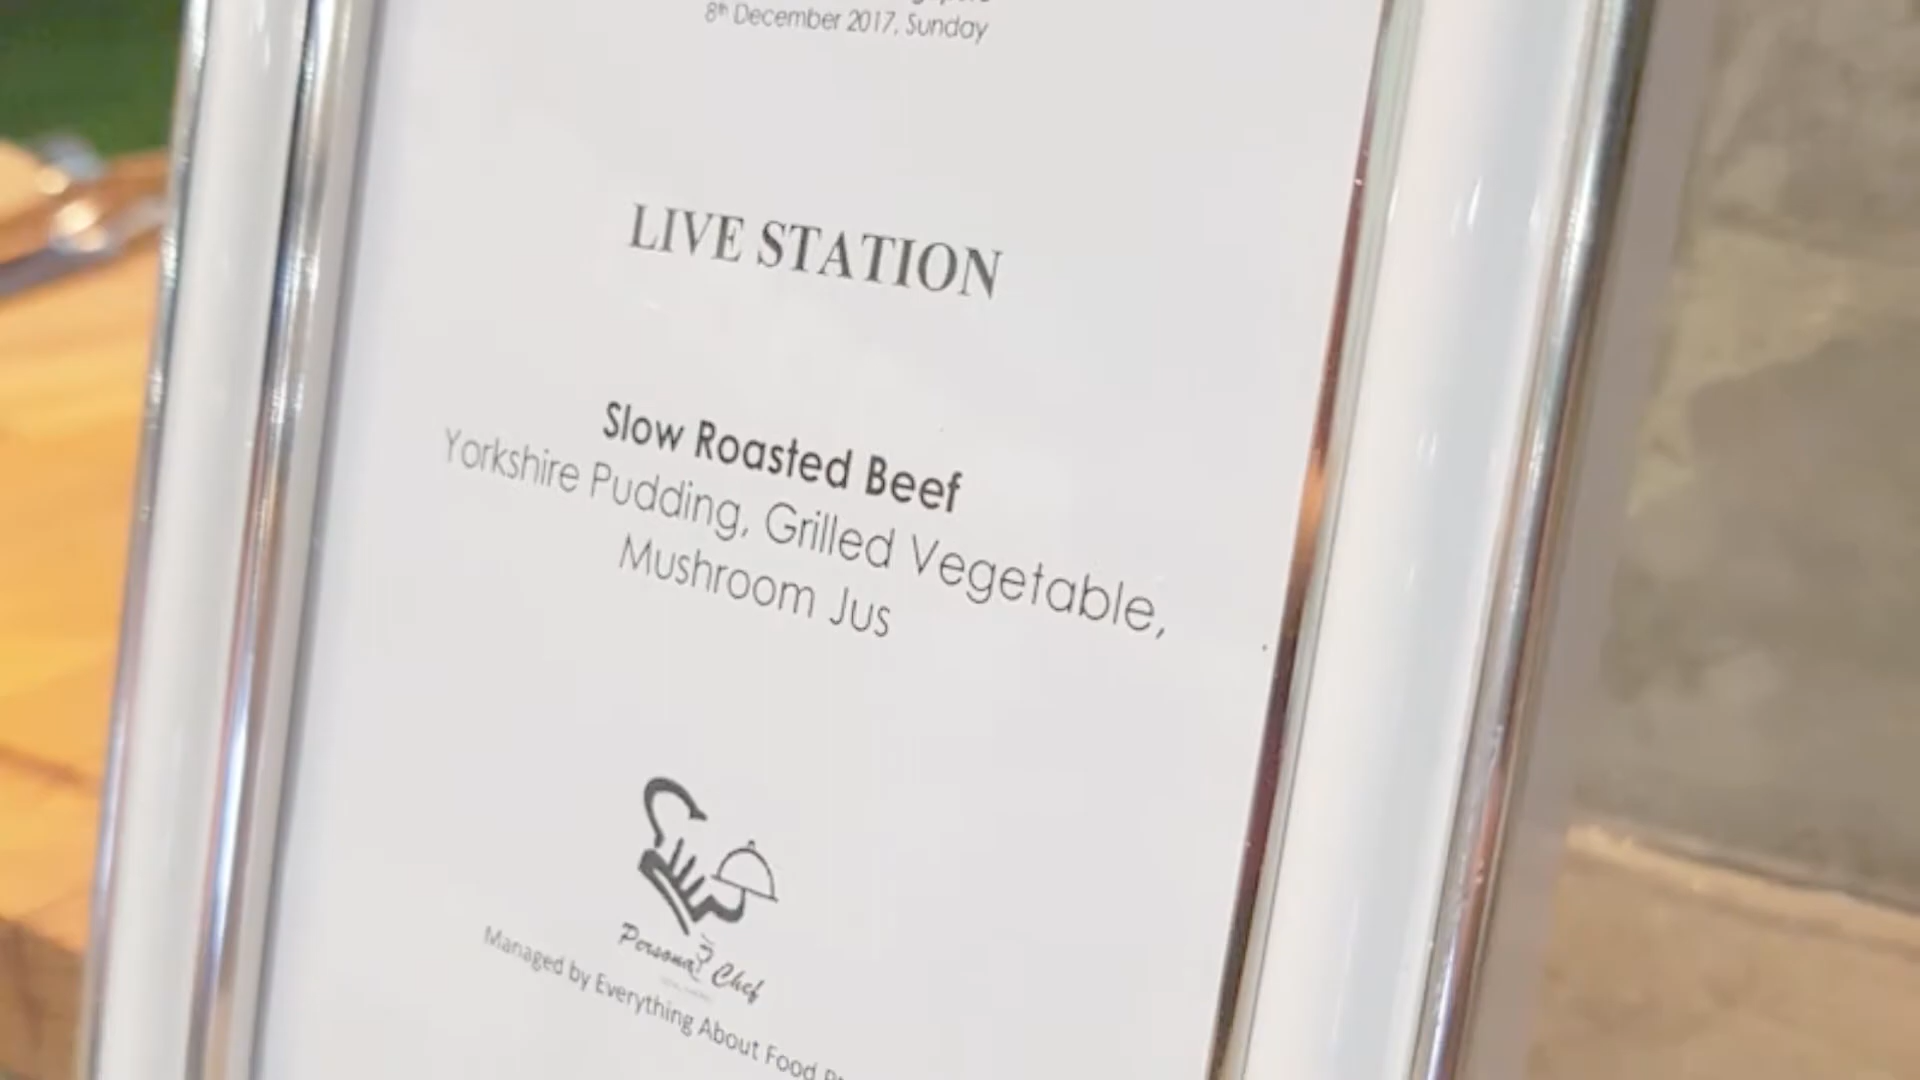 8th December 2017, Sunday
LIVE STATION
Slow Roasted Beef
Yorkshire Pudding, Grilled Vegetable,
Mushroom Jus
Personal Chef
Managed by Everything About Food